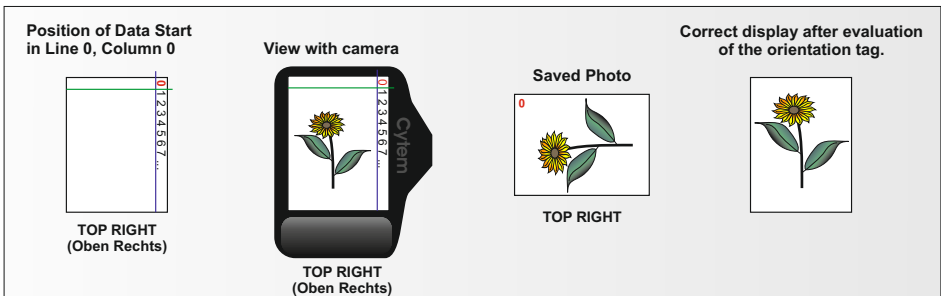 Position of Data Start
in Line 0, Column 0
0 1 2 3 4 5 6 7 ...
TOP RIGHT
(Oben Rechts)
View with camera
0 1 2 3 4 5 6 7 ...
Cytem
TOP RIGHT
(Oben Rechts)
Saved Photo
0
TOP RIGHT
Correct display after evaluation
of the orientation tag.